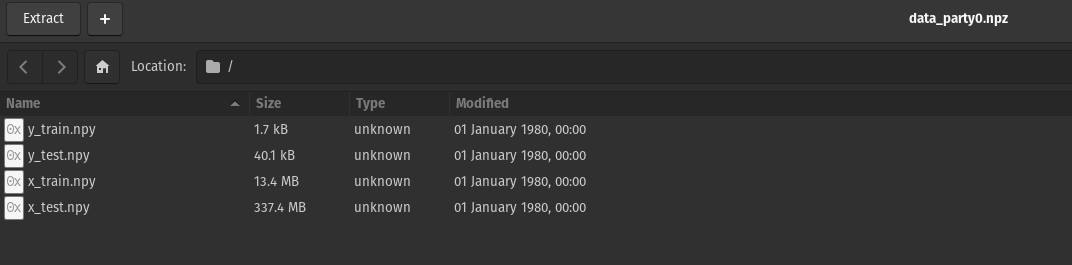 Extract + data_party0.npz
Location: /
Name Size Type Modified
0x y_train.npy 1.7 kB unknown 01 January 1980, 00:00
0x y_test.npy 40.1 kB unknown 01 January 1980, 00:00
0x x_train.npy 13.4 MB unknown 01 January 1980, 00:00
0x x_test.npy 337.4 MB unknown 01 January 1980, 00:00